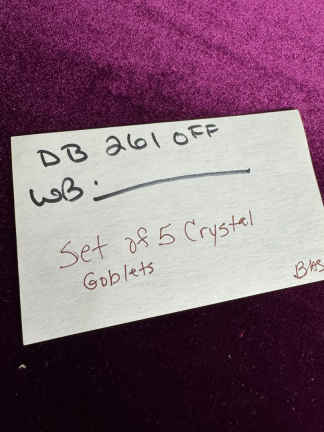 DB 261 OFF
WB:
Set of 5 Crystal
Goblets